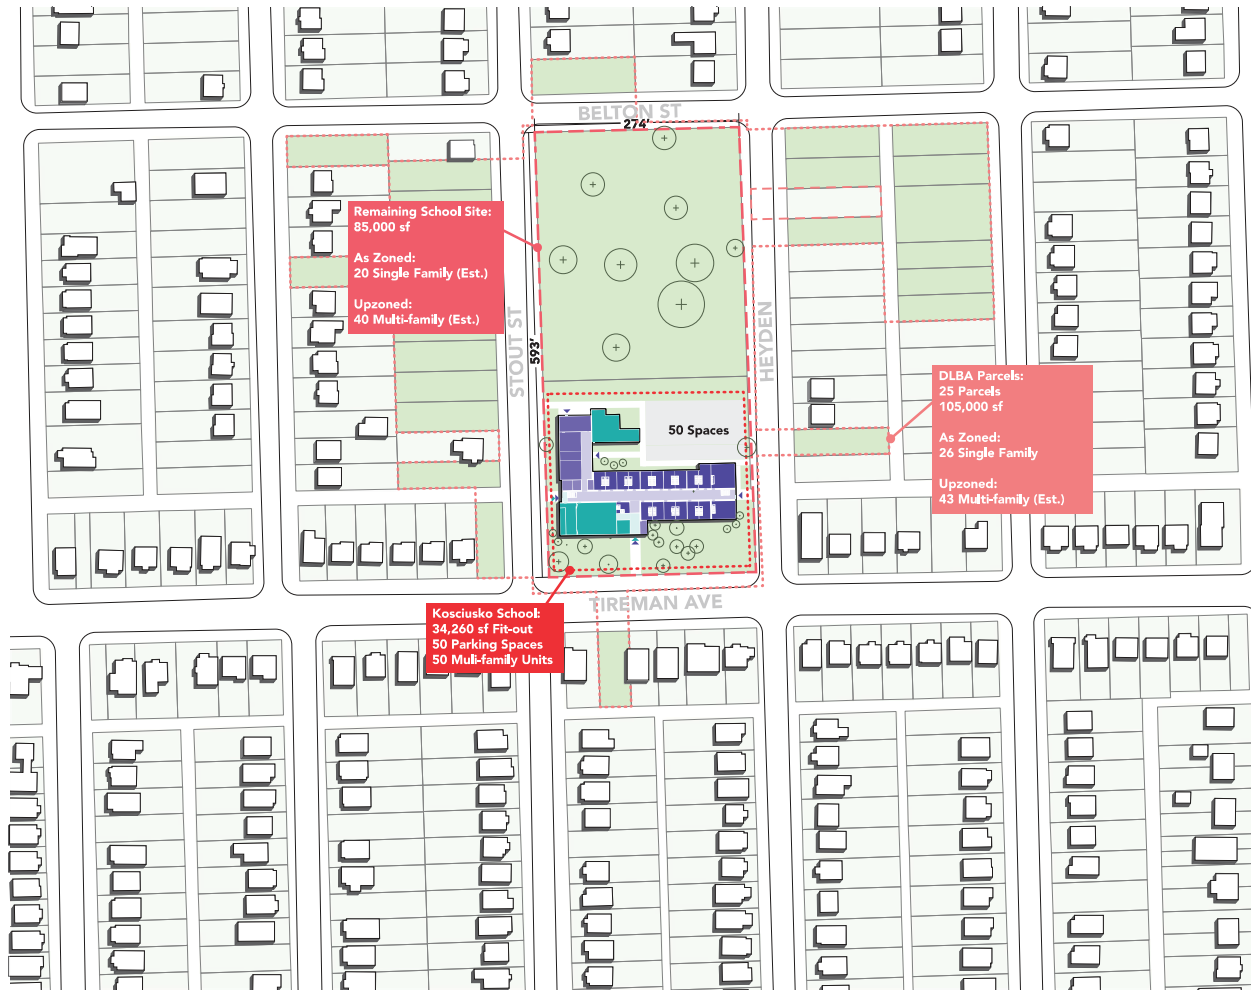 BELTON ST
274'
Remaining School Site:
85,000 sf
As Zoned:
20 Single Family (Est.)
Upzoned:
40 Multi-family (Est.)
STOUT ST
593'
HEYDEN
DLBA Parcels:
25 Parcels
105,000 sf
As Zoned:
26 Single Family
Upzoned:
43 Multi-family (Est.)
50 Spaces
TIREMAN AVE
Kosciusko School:
34,260 sf Fit-out
50 Parking Spaces
50 Muli-family Units